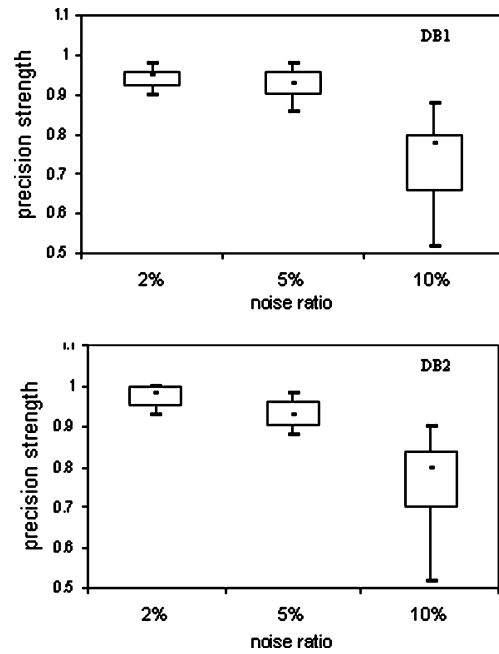 DB1
precision strength
1.1
1
0.9
0.8
0.7
0.6
0.5
2% 5% 10%
noise ratio
DB2
precision strength
1.1
1
0.9
0.8
0.7
0.6
0.5
2% 5% 10%
noise ratio